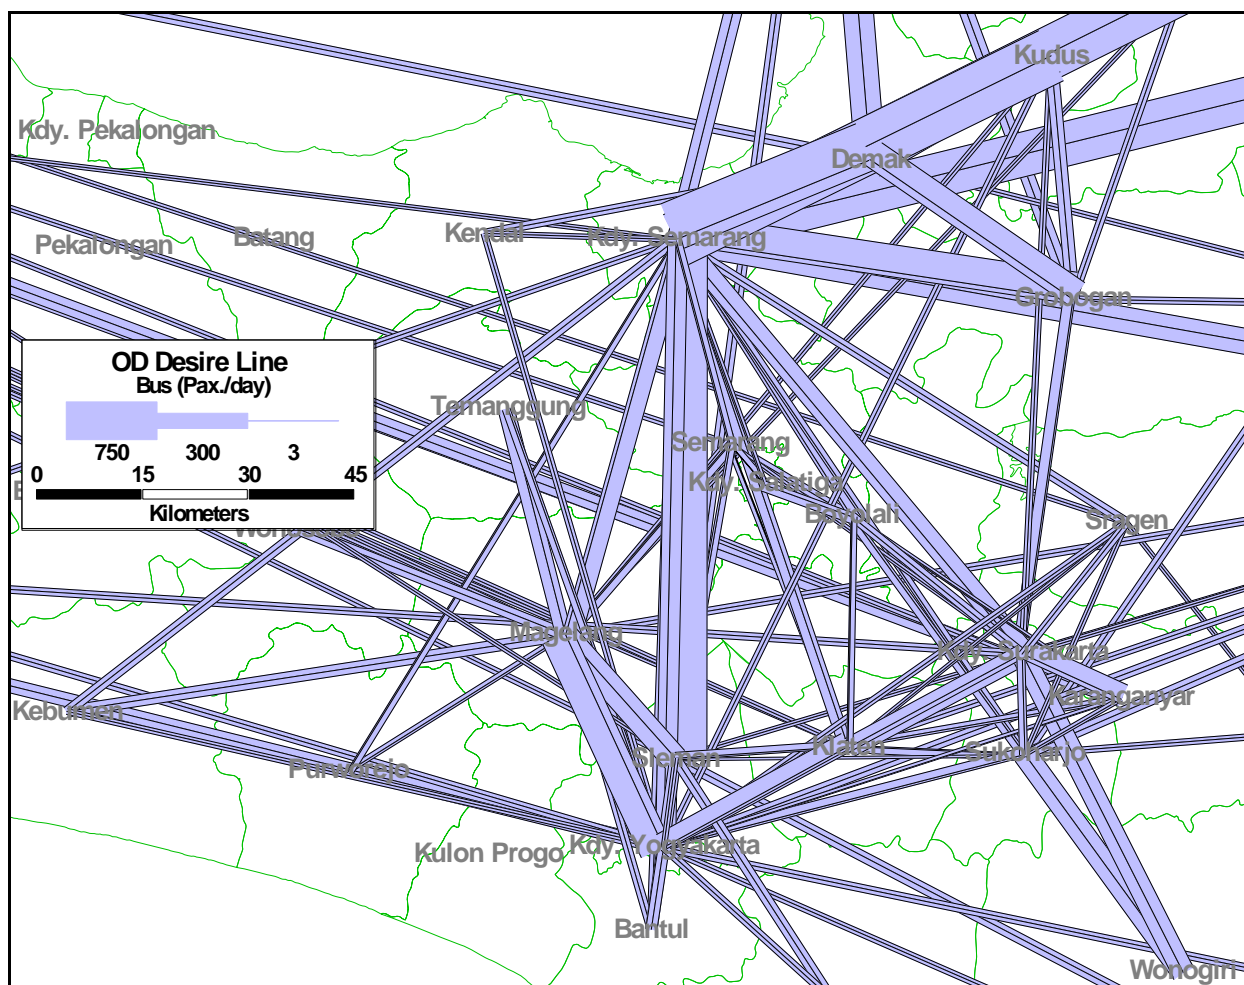 Kudus
Kdy. Pekalongan
Demak
Kendal
Batang
Kdy. Semarang
Pekalongan
Grobogan
OD Desire Line
Bus (Pax./day)
750 300 3
0 15 30 45
Kilometers
Temanggung
Semarang
Kdy. Salatiga
Boyolali
Sragen
Magelang
Kdy. Surakarta
Karanganyar
Kebumen
Klaten
Sukoharjo
Sleman
Purworejo
Kdy. Yogyakarta
Kulon Progo
Bantul
Wonogiri